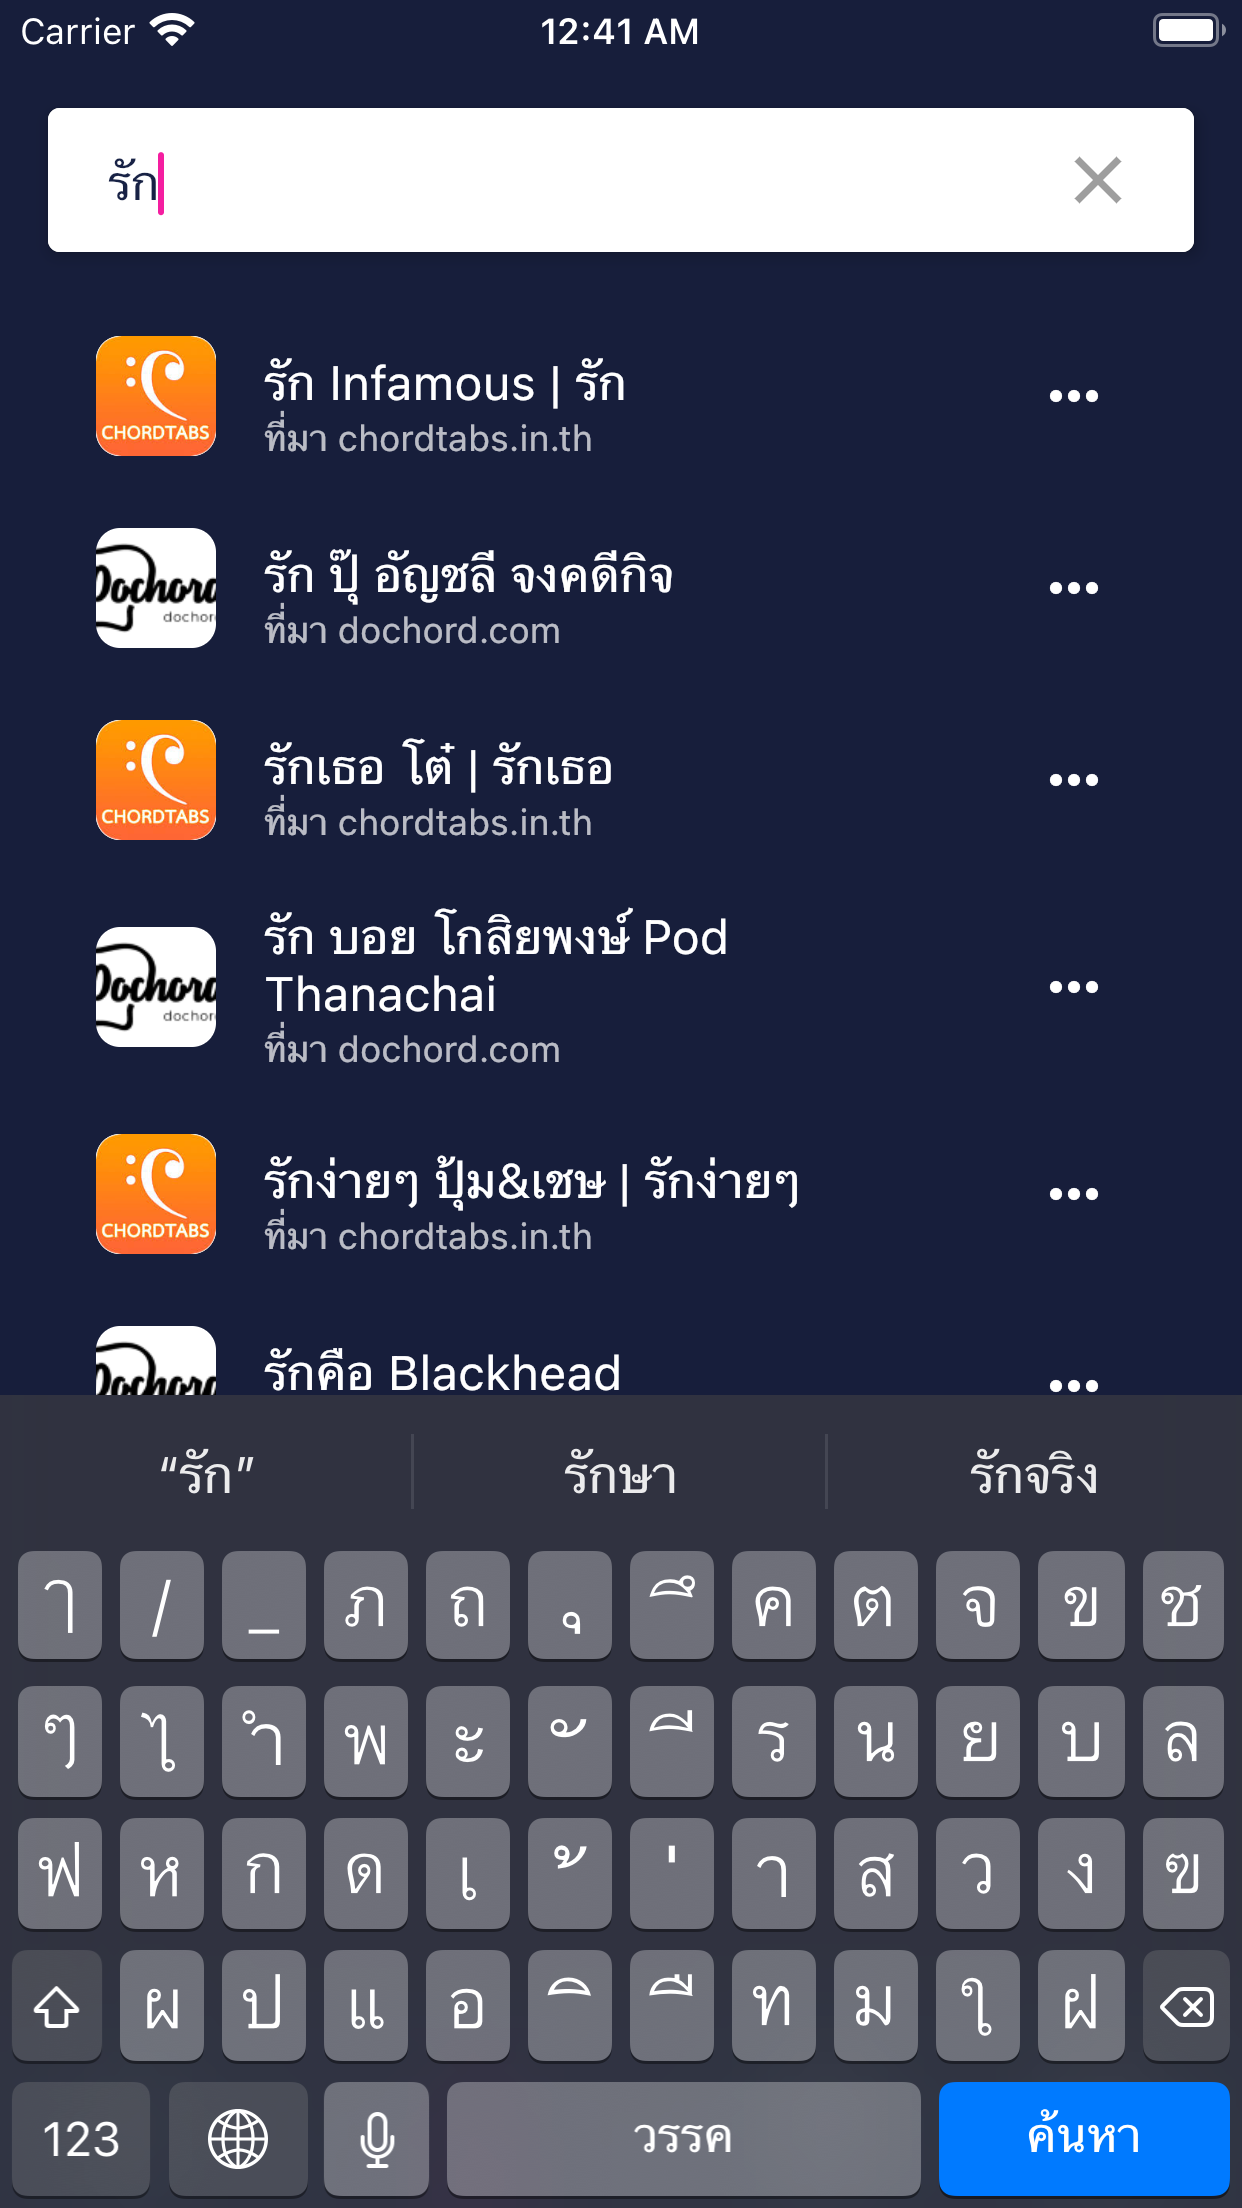 Carrier 12:41 AM
รัก
CHORDTABS
รัก Infamous | รัก
ที่มา chordtabs.in.th
Dochord
dochor
รัก ปุ๊ อัญชลี จงคดีกิจ
ที่มา dochord.com
CHORDTABS
รักเธอ โต๋ | รักเธอ
ที่มา chordtabs.in.th
Dochord
dochor
รัก บอย โกสิยพงษ์ Pod
Thanachai
ที่มา dochord.com
CHORDTABS
รักง่ายๆ ปุ้ม&เชษ | รักง่ายๆ
ที่มา chordtabs.in.th
Dochord
รักคือ Blackhead
“รัก” รักษา รักจริง
ๅ / _ ภ ถ ุ ึ ค ต จ ข ช
ๆ ไ ำ พ ะ ั ี ร น ย บ ล
ฟ ห ก ด เ ้ ่ า ส ว ง ฃ
ผ ป แ อ ิ ื ท ม ใ ฝ
123 วรรค ค้นหา